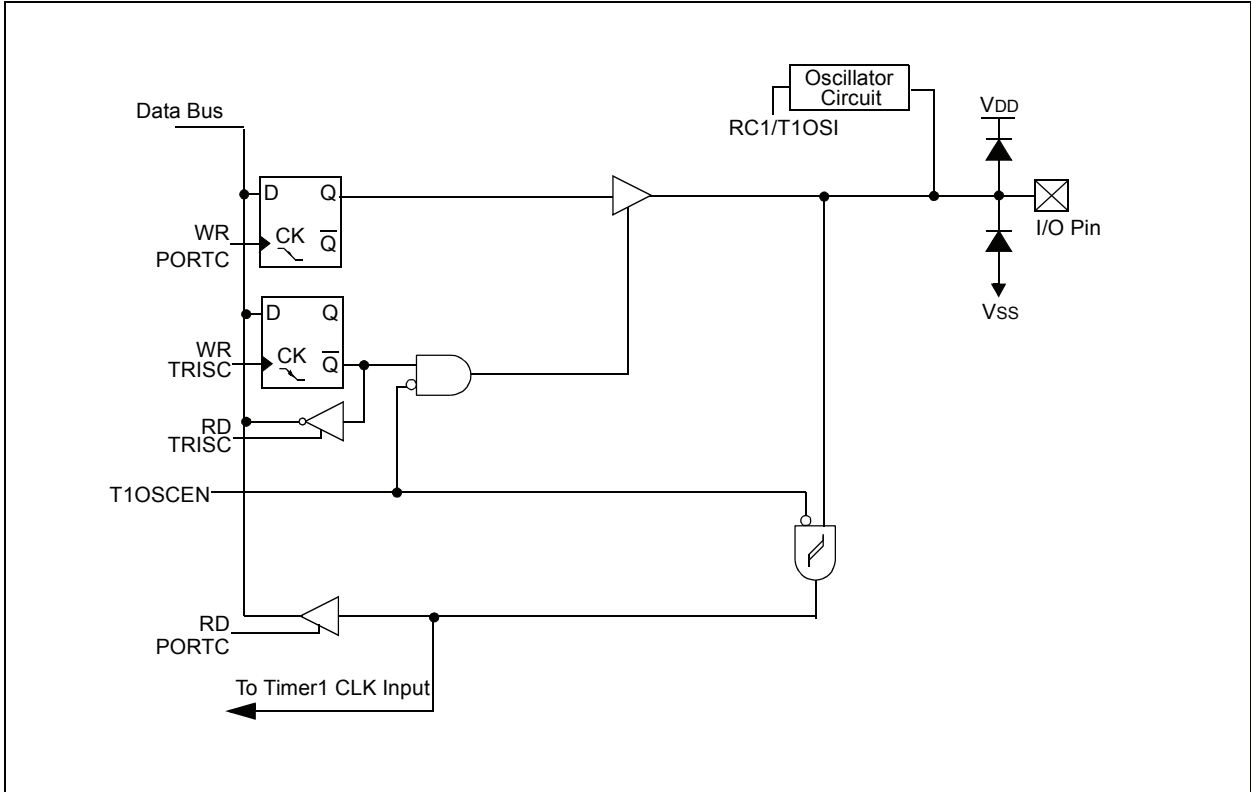 Oscillator
Circuit
Data Bus
VDD
RC1/T1OSI
D Q
WR
PORTC
CK Q̅
I/O Pin
D Q
VSS
WR
TRISC
CK Q̅
RD
TRISC
T1OSCEN
RD
PORTC
To Timer1 CLK Input